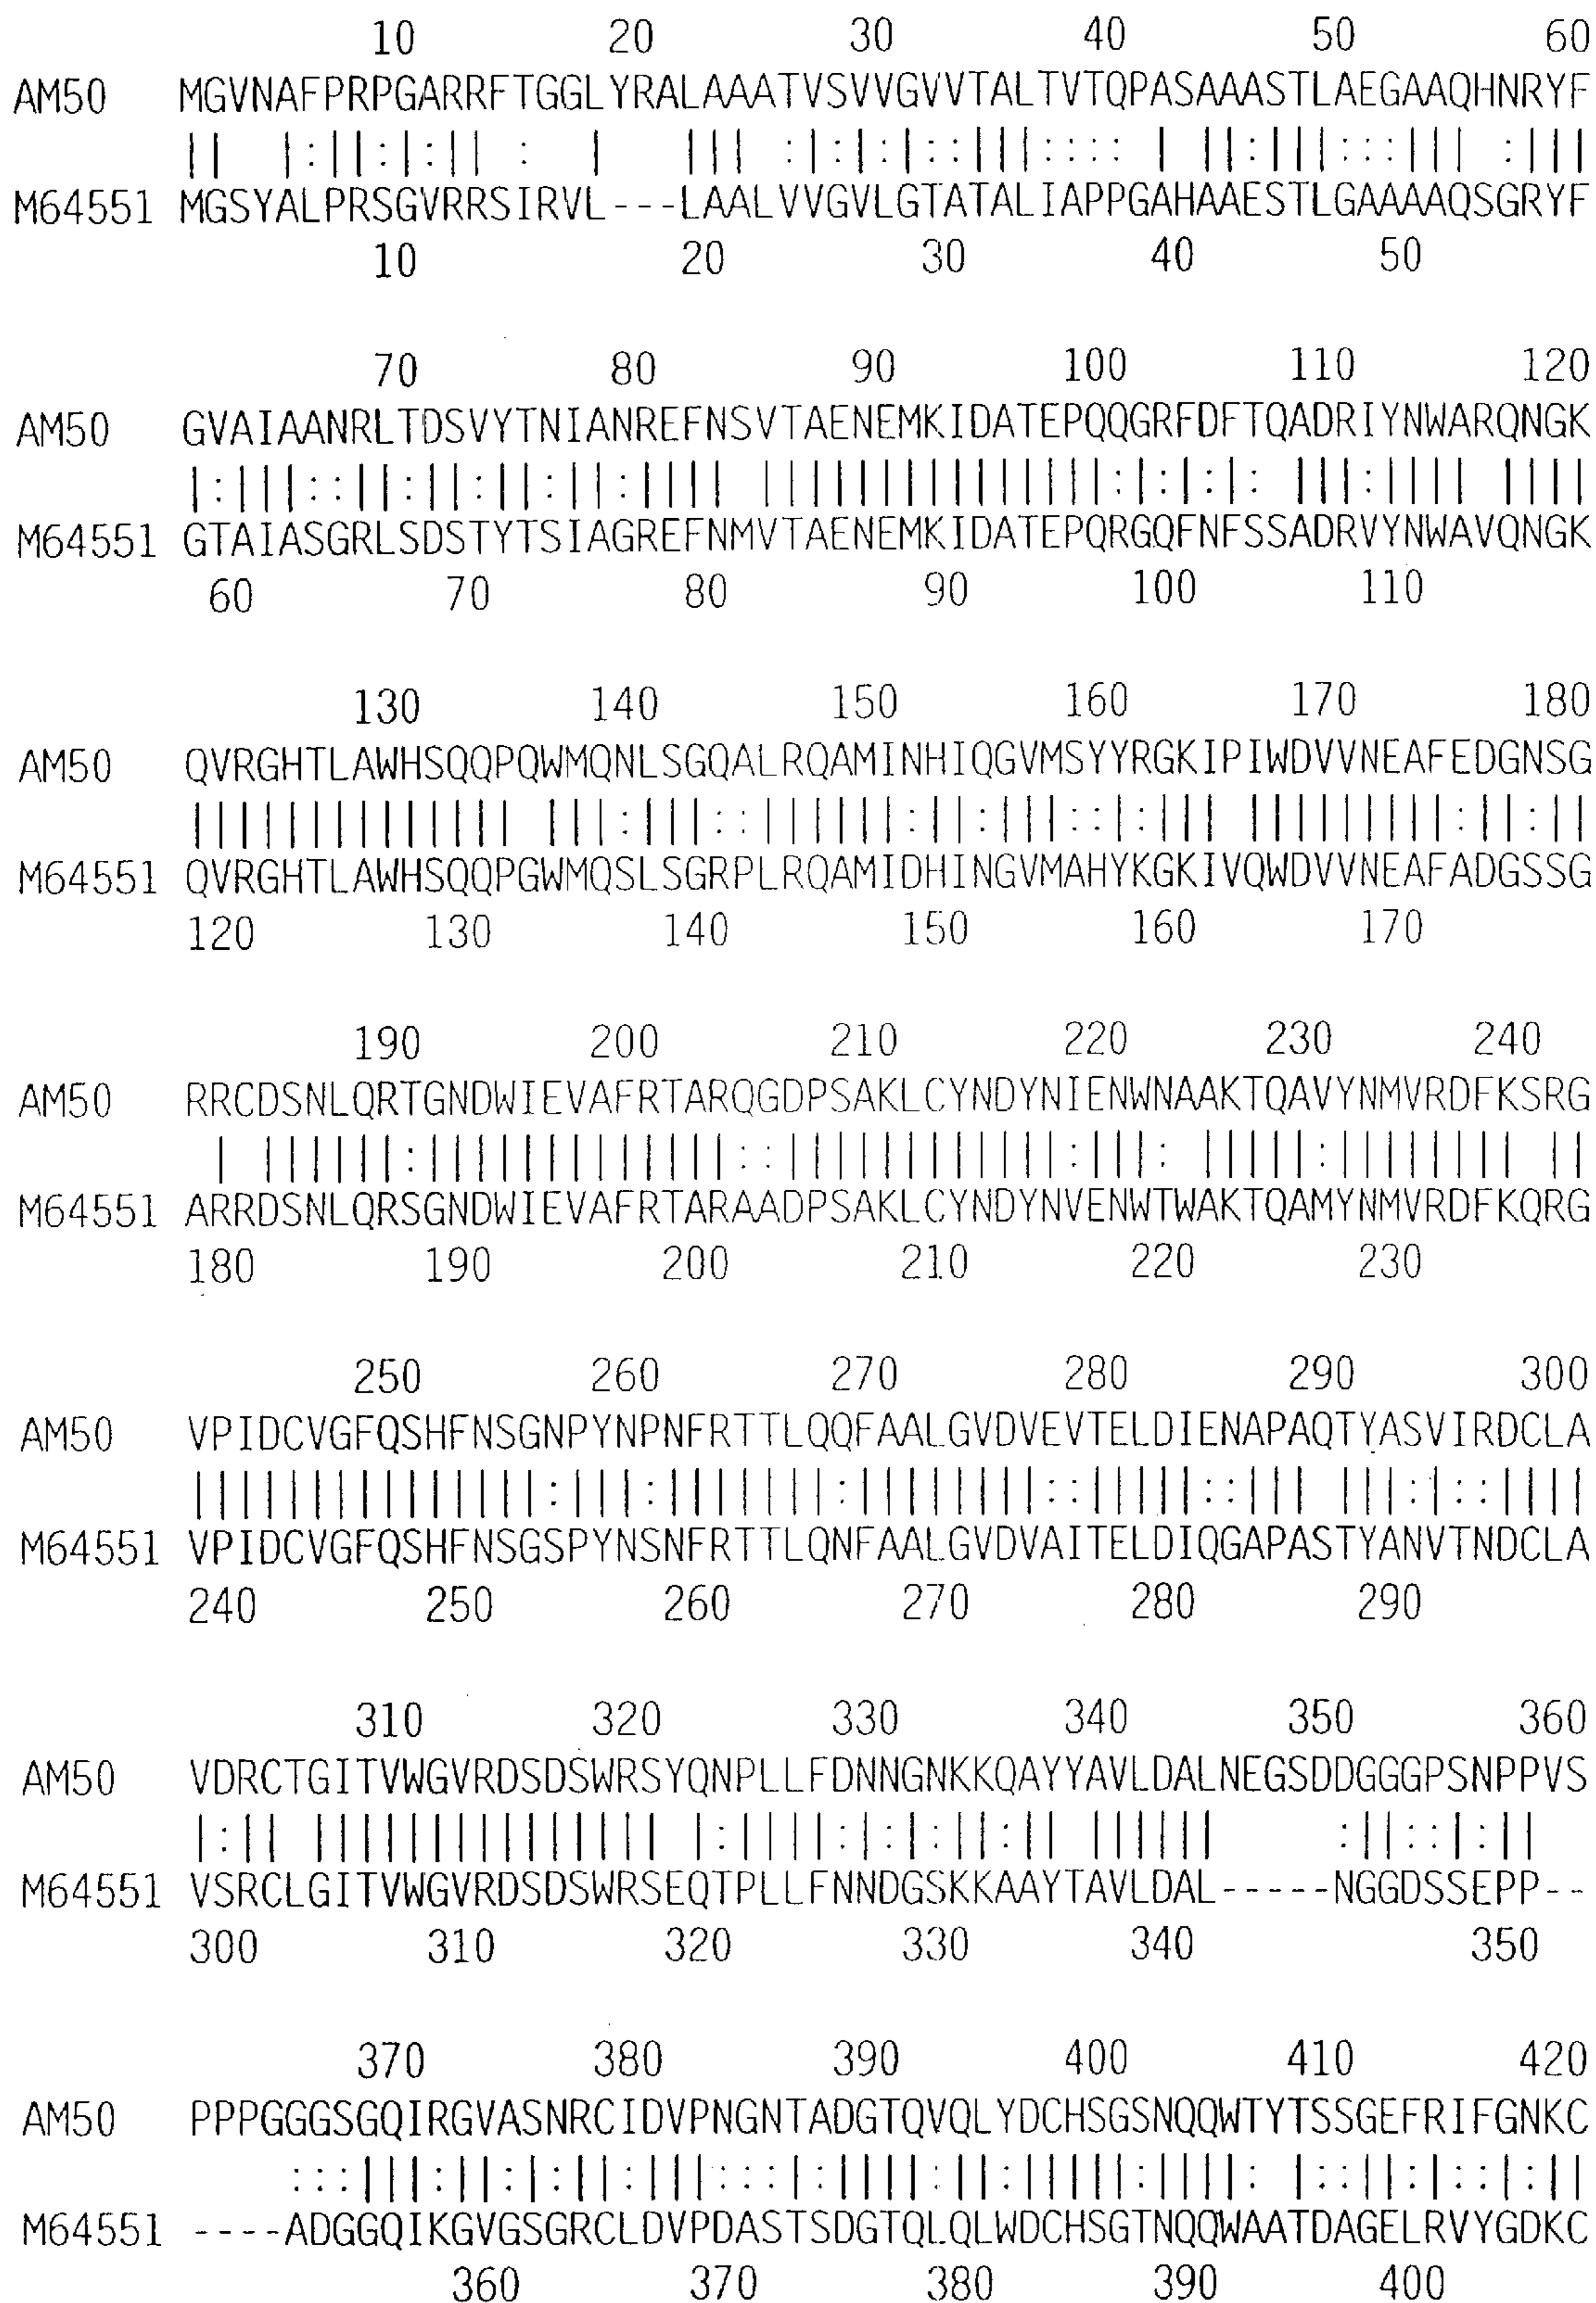 10 20 30 40 50 60
AM50 MGVNAFPRPGARRFTGGLYRALAAATVSVVGVVTALTVTQPASAAASTLAEGAAQHNRYF
|| |:||:|:|| : | ||| :|:|:|::|||:::: | ||:|||:::||| :|||
M64551 MGSYALPRSGVRRSIRVL---LAALVVGVLGTATALIAPPGAHAAESTLGAAAAQSGRYF
10 20 30 40 50
70 80 90 100 110 120
AM50 GVAIAANRLTDSVYTNIANREFNSVTAENEMKIDATEPQQGRFDFTQADRIYNWARQNGK
|:|||::||:||:||:||:|||| |||||||||||||||:|:|:|: |||:|||| ||||
M64551 GTAIASGRLSDSTYTSIAGREFNMVTAENEMKIDATEPQRGQFNFSSADRVYNWAVQNGK
60 70 80 90 100 110
130 140 150 160 170 180
AM50 QVRGHTLAWHSQQPQWMQNLSGQALRQAMINHIQGVMSYYRGKIPIWDVVNEAFEDGNSG
|||||||||||||| |||:|||::||||||:||:|||::|:||| |||||||||:||:||
M64551 QVRGHTLAWHSQQPGWMQSLSGRPLRQAMIDHINGVMAHYKGKIVQWDVVNEAFADGSSG
120 130 140 150 160 170
190 200 210 220 230 240
AM50 RRCDSNLQRTGNDWIEVAFRTARQGDPSAKLCYNDYNIENWNAAKTQAVYNMVRDFKSRG
| ||||||:|||||||||||||::||||||||||||:|||: |||||:|||||||| ||
M64551 ARRDSNLQRSGNDWIEVAFRTARAADPSAKLCYNDYNVENWTWAKTQAMYNMVRDFKQRG
180 190 200 210 220 230
250 260 270 280 290 300
AM50 VPIDCVGFQSHFNSGNPYNPNFRTTLQQFAALGVDVEVTELDIENAPAQTYASVIRDCLA
|||||||||||||||:|||:|||||||:||||||||::|||||::||| |||:|::||||
M64551 VPIDCVGFQSHFNSGSPYNSNFRTTLQNFAALGVDVAITELDIQGAPASTYANVTNDCLA
240 250 260 270 280 290
310 320 330 340 350 360
AM50 VDRCTGITVWGVRDSDSWRSYQNPLLFDNNGNKKQAYYAVLDALNEGSDDGGGPSNPPVS
|:|| ||||||||||||||| |:||||:|:|:||:|| |||||| :||::|:||
M64551 VSRCLGITVWGVRDSDSWRSEQTPLLFNNDGSKKAAYTAVLDAL-----NGGDSSEPP--
300 310 320 330 340 350
370 380 390 400 410 420
AM50 PPPGGGSGQIRGVASNRCIDVPNGNTADGTQVQLYDCHSGSNQQWTYTSSGEFRIFGNKC
:::|||:||:|:||:|||:::|:||||:||:|||||:||||: |::||:|::|:||
M64551 ----ADGGQIKGVGSGRCLDVPDASTSDGTQLQLWDCHSGTNQQWAATDAGELRVYGDKC
360 370 380 390 400